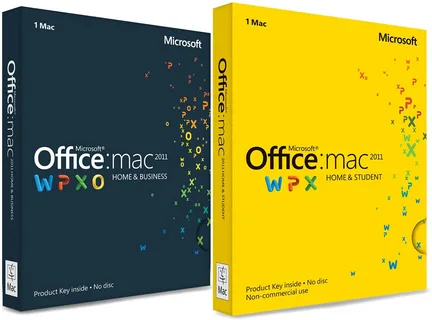 1 Mac
Microsoft
Microsoft®
Office:mac 2011
W P X O HOME & BUSINESS
Product Key inside • No disc
Mac
1 Mac
Microsoft
Microsoft®
Office:mac 2011
W P X HOME & STUDENT
Product Key inside • No disc
Non-commercial use
Mac